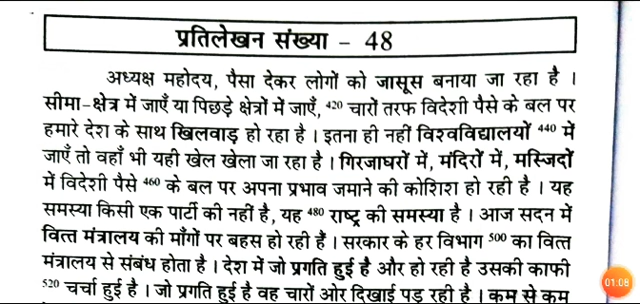 प्रतिलेखन संख्या - 48
अध्यक्ष महोदय, पैसा देकर लोगों को जासूस बनाया जा रहा है ।
सीमा-क्षेत्र में जाएँ या पिछड़े क्षेत्रों में जाएँ, 420 चारों तरफ विदेशी पैसे के बल पर
हमारे देश के साथ खिलवाड़ हो रहा है । इतना ही नहीं विश्वविद्यालयों 440 में
जाएँ तो वहाँ भी यही खेल खेला जा रहा है । गिरजाघरों में, मंदिरों में, मस्जिदों
में विदेशी पैसे 460 के बल पर अपना प्रभाव जमाने की कोशिश हो रही है । यह
समस्या किसी एक पार्टी की नहीं है, यह 480 राष्ट्र की समस्या है । आज सदन में
वित्त मंत्रालय की माँगों पर बहस हो रही हैं । सरकार के हर विभाग 500 का वित्त
मंत्रालय से संबंध होता है । देश में जो प्रगति हुई है और हो रही है उसकी काफी
520 चर्चा हुई है । जो प्रगति हुई है वह चारों ओर दिखाई पड़ रही है । कम से कम
01:08